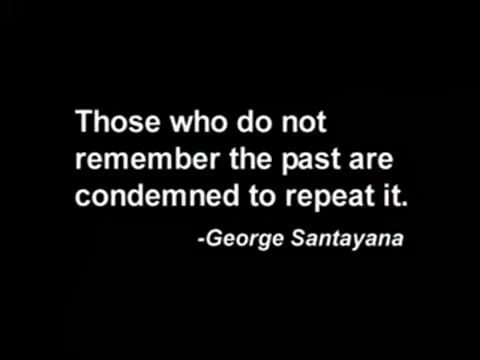 Those who do not
remember the past are
condemned to repeat it.
-George Santayana